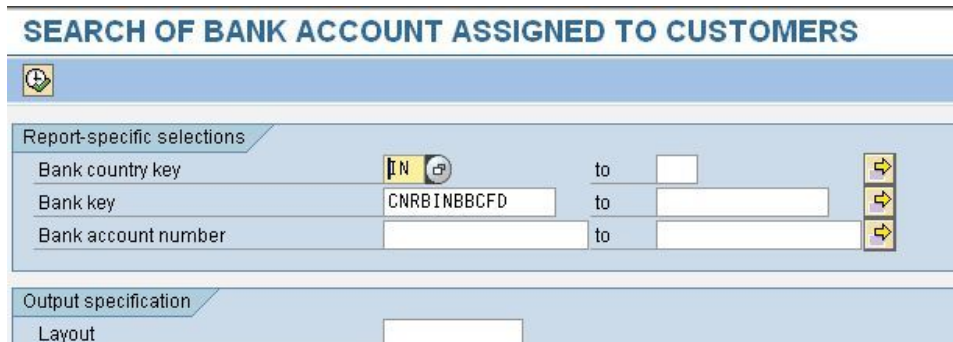 SEARCH OF BANK ACCOUNT ASSIGNED TO CUSTOMERS
Report-specific selections
Bank country key IN to
Bank key CNRBINBBCFD to
Bank account number to
Output specification
Layout